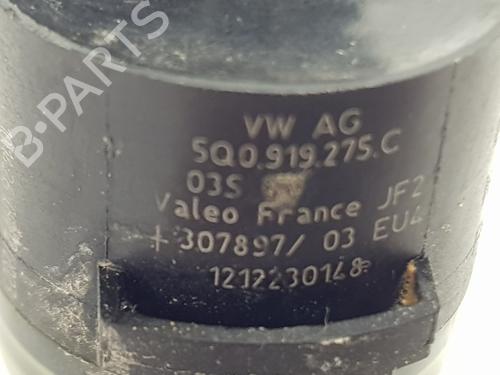 B-PARTS
VW AG
5Q0.919.275.C
03S JF2
Valeo France EU4
+ 307897/ 03
1212230148